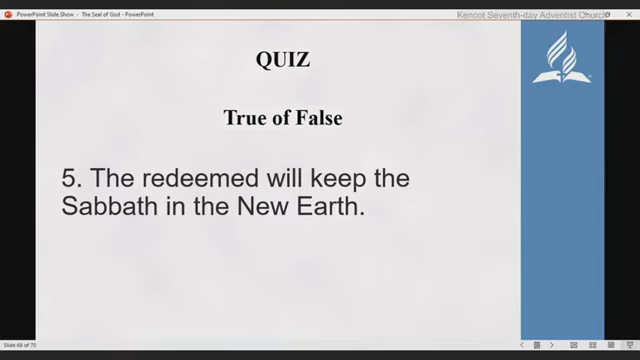 PowerPoint Slide Show - The Seal of God - PowerPoint
Kencot Seventh-day Adventist Church
QUIZ
True of False
5. The redeemed will keep the
Sabbath in the New Earth.
Slide 68 of 70